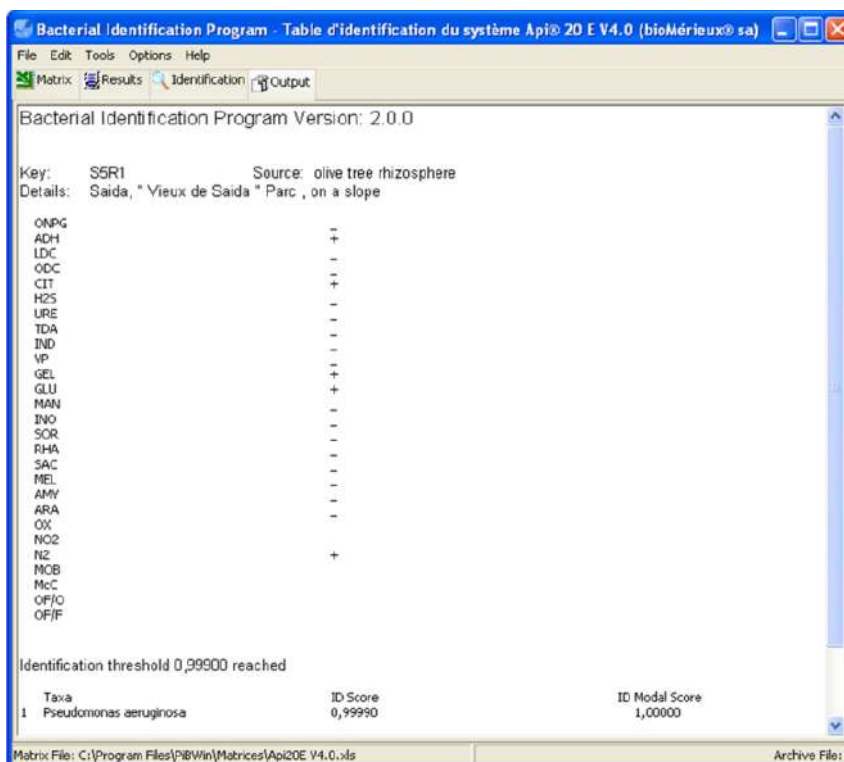 Bacterial Identification Program - Table d'identification du système Api® 20 E V4.0 (bioMérieux® sa)
File Edit Tools Options Help
Matrix Results Identification Output
Bacterial Identification Program Version: 2.0.0
Key: S5R1 Source: olive tree rhizosphere
Details: Saida, " Vieux de Saida " Parc , on a slope
ONPG _
ADH +
LDC _
ODC _
CIT +
H2S _
URE _
TDA _
IND _
VP _
GEL +
GLU +
MAN _
INO _
SOR _
RHA _
SAC _
MEL _
AMY _
ARA _
OX
NO2
N2 +
MOB
McC
OF/O
OF/F
Identification threshold 0,99900 reached
Taxa ID Score ID Modal Score
1 Pseudomonas aeruginosa 0,99990 1,00000
Matrix File: C:\Program Files\PiBWin\Matrices\Api20E V4.0.xls Archive File: